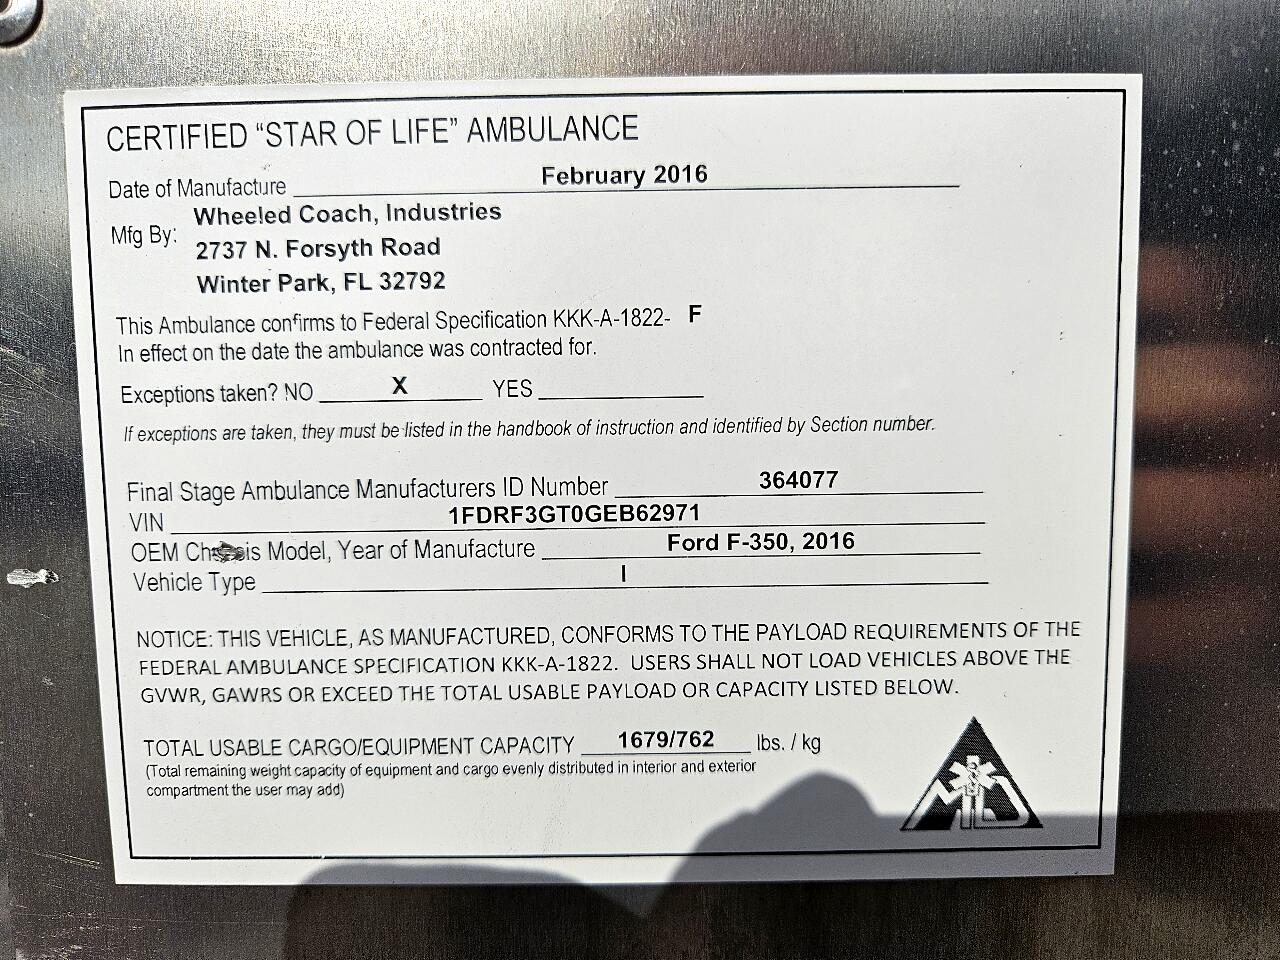 CERTIFIED “STAR OF LIFE” AMBULANCE
Date of Manufacture February 2016
Mfg By: Wheeled Coach, Industries
2737 N. Forsyth Road
Winter Park, FL 32792
This Ambulance confirms to Federal Specification KKK-A-1822- F
In effect on the date the ambulance was contracted for.
Exceptions taken? NO X YES
If exceptions are taken, they must be listed in the handbook of instruction and identified by Section number.
Final Stage Ambulance Manufacturers ID Number 364077
VIN 1FDRF3GT0GEB62971
OEM Chassis Model, Year of Manufacture Ford F-350, 2016
Vehicle Type I
NOTICE: THIS VEHICLE, AS MANUFACTURED, CONFORMS TO THE PAYLOAD REQUIREMENTS OF THE
FEDERAL AMBULANCE SPECIFICATION KKK-A-1822. USERS SHALL NOT LOAD VEHICLES ABOVE THE
GVWR, GAWRS OR EXCEED THE TOTAL USABLE PAYLOAD OR CAPACITY LISTED BELOW.
TOTAL USABLE CARGO/EQUIPMENT CAPACITY 1679/762 lbs. / kg
(Total remaining weight capacity of equipment and cargo evenly distributed in interior and exterior
compartment the user may add)